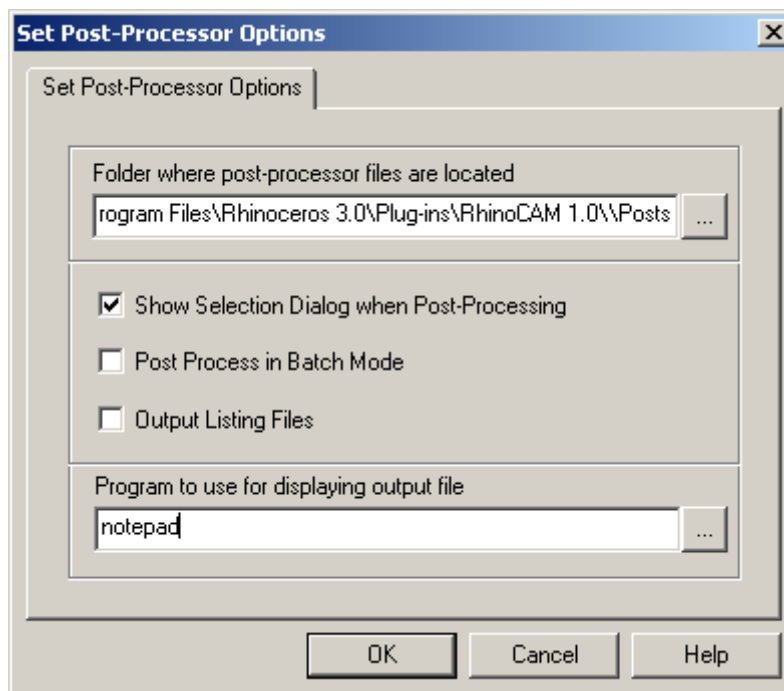 Set Post-Processor Options
Set Post-Processor Options
Folder where post-processor files are located
rogram Files\Rhinoceros 3.0\Plug-ins\RhinoCAM 1.0\\Posts
...
Show Selection Dialog when Post-Processing
Post Process in Batch Mode
Output Listing Files
Program to use for displaying output file
notepad
...
OK Cancel Help